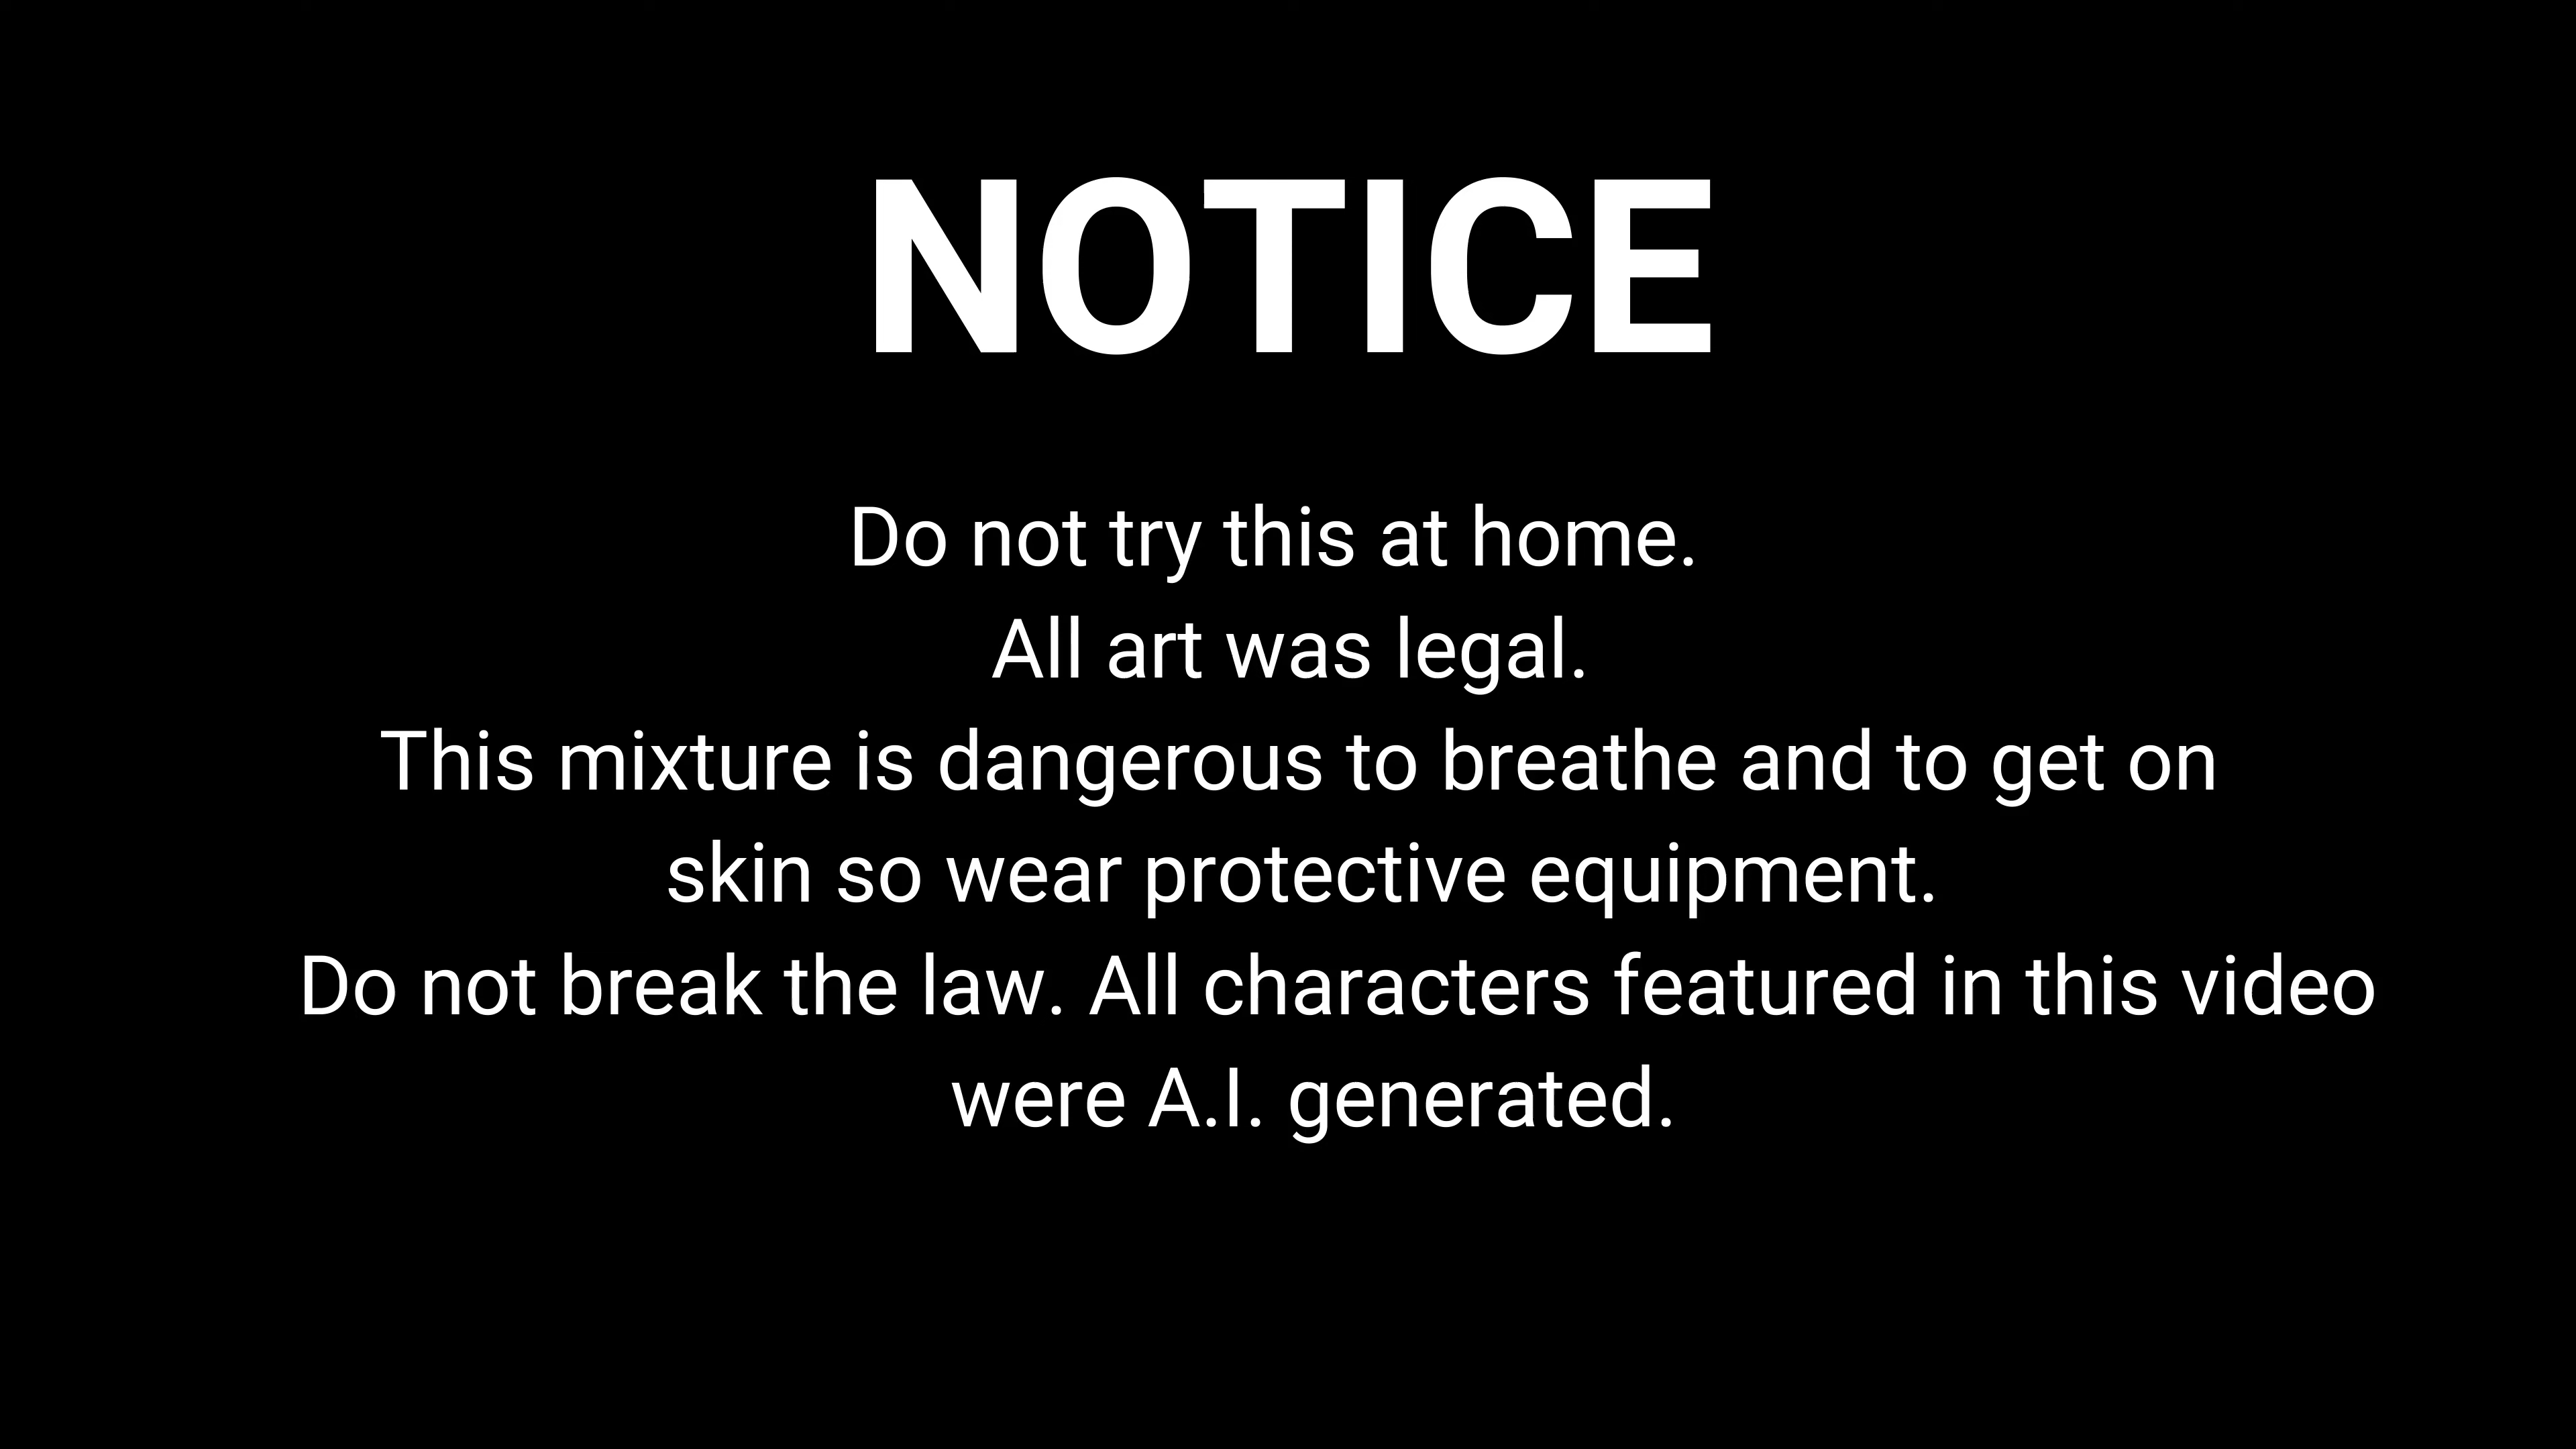 NOTICE
Do not try this at home.
All art was legal.
This mixture is dangerous to breathe and to get on
skin so wear protective equipment.
Do not break the law. All characters featured in this video
were A.I. generated.